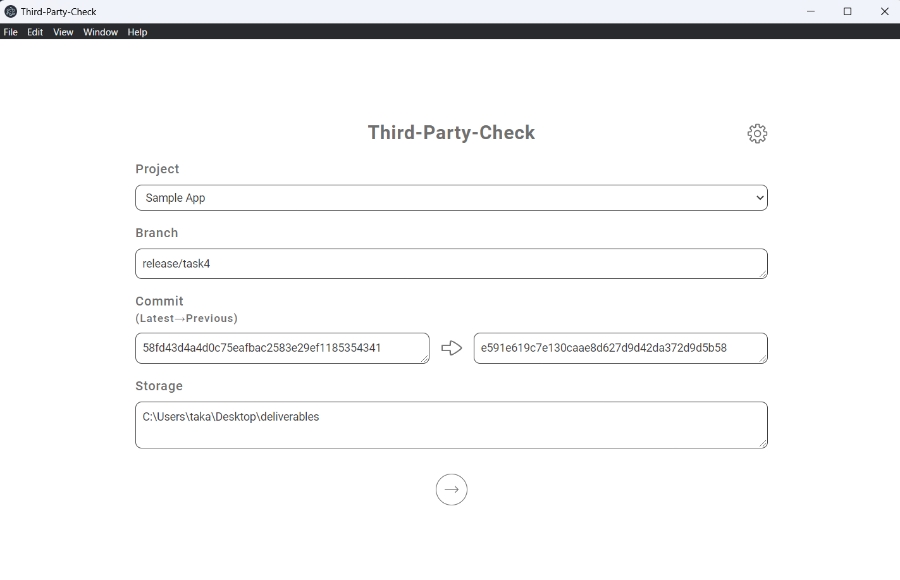 Third-Party-Check
File Edit View Window Help
Third-Party-Check
Project
Sample App
Branch
release/task4
Commit
(Latest→Previous)
58fd43d4a4d0c75eafbac2583e29ef1185354341
e591e619c7e130caae8d627d9d42da372d9d5b58
Storage
C:\Users\taka\Desktop\deliverables